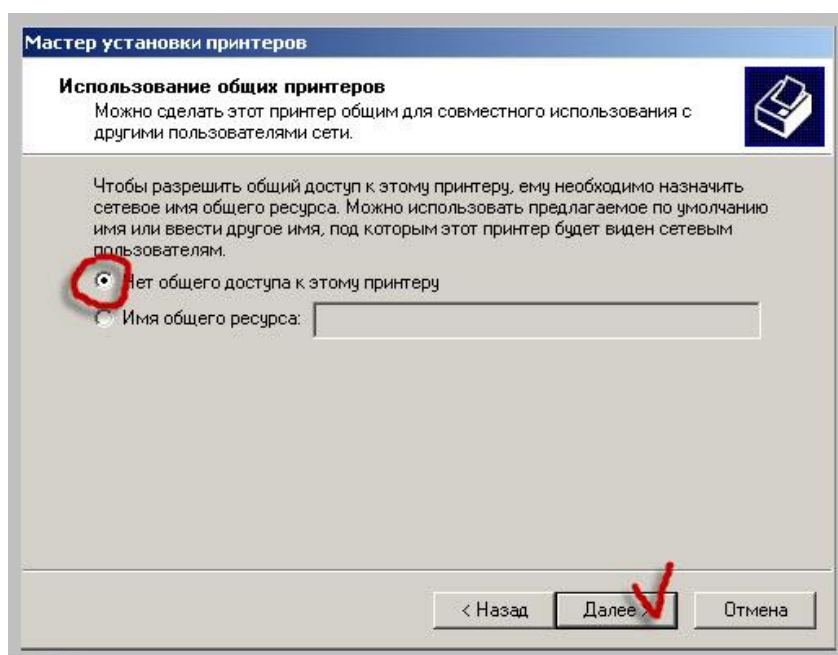 Мастер установки принтеров
Использование общих принтеров
Можно сделать этот принтер общим для совместного использования с
другими пользователями сети.
Чтобы разрешить общий доступ к этому принтеру, ему необходимо назначить
сетевое имя общего ресурса. Можно использовать предлагаемое по умолчанию
имя или ввести другое имя, под которым этот принтер будет виден сетевым
пользователям.
Нет общего доступа к этому принтеру
Имя общего ресурса:
< Назад Далее > Отмена